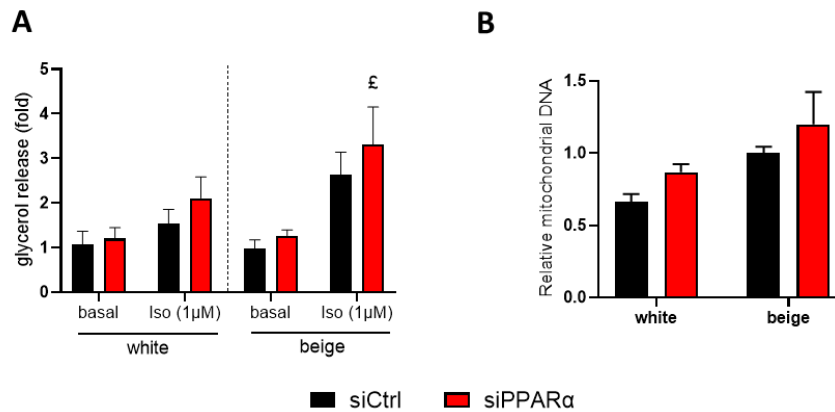 A
B
glycerol release (fold)
5
4
3
2
1
0
£
basal
Iso (1µM)
basal
Iso (1µM)
white
beige
Relative mitochondrial DNA
1.5
1.0
0.5
0.0
white
beige
siCtrl
siPPARα